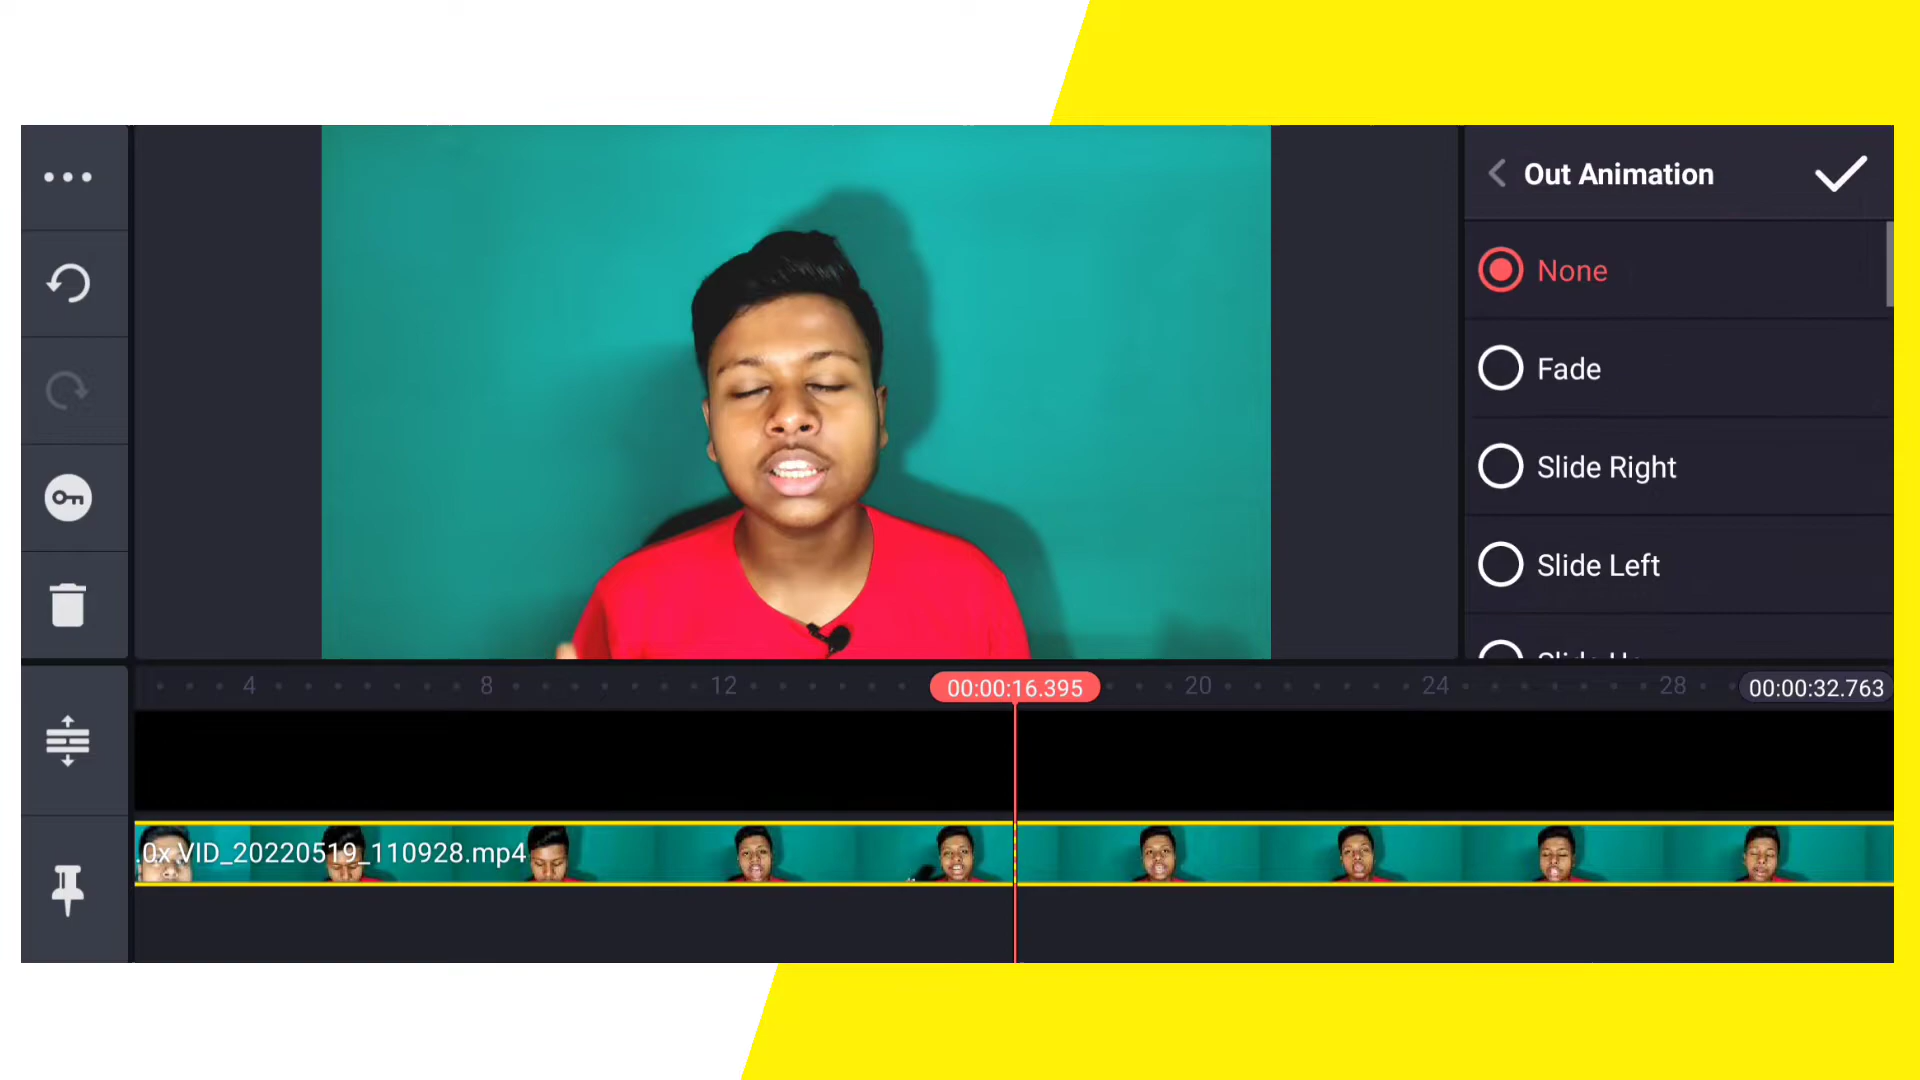 Out Animation
None
Fade
Slide Right
Slide Left
4 8 12 00:00:16.395 20 24 28 00:00:32.763
.0x VID_20220519_110928.mp4